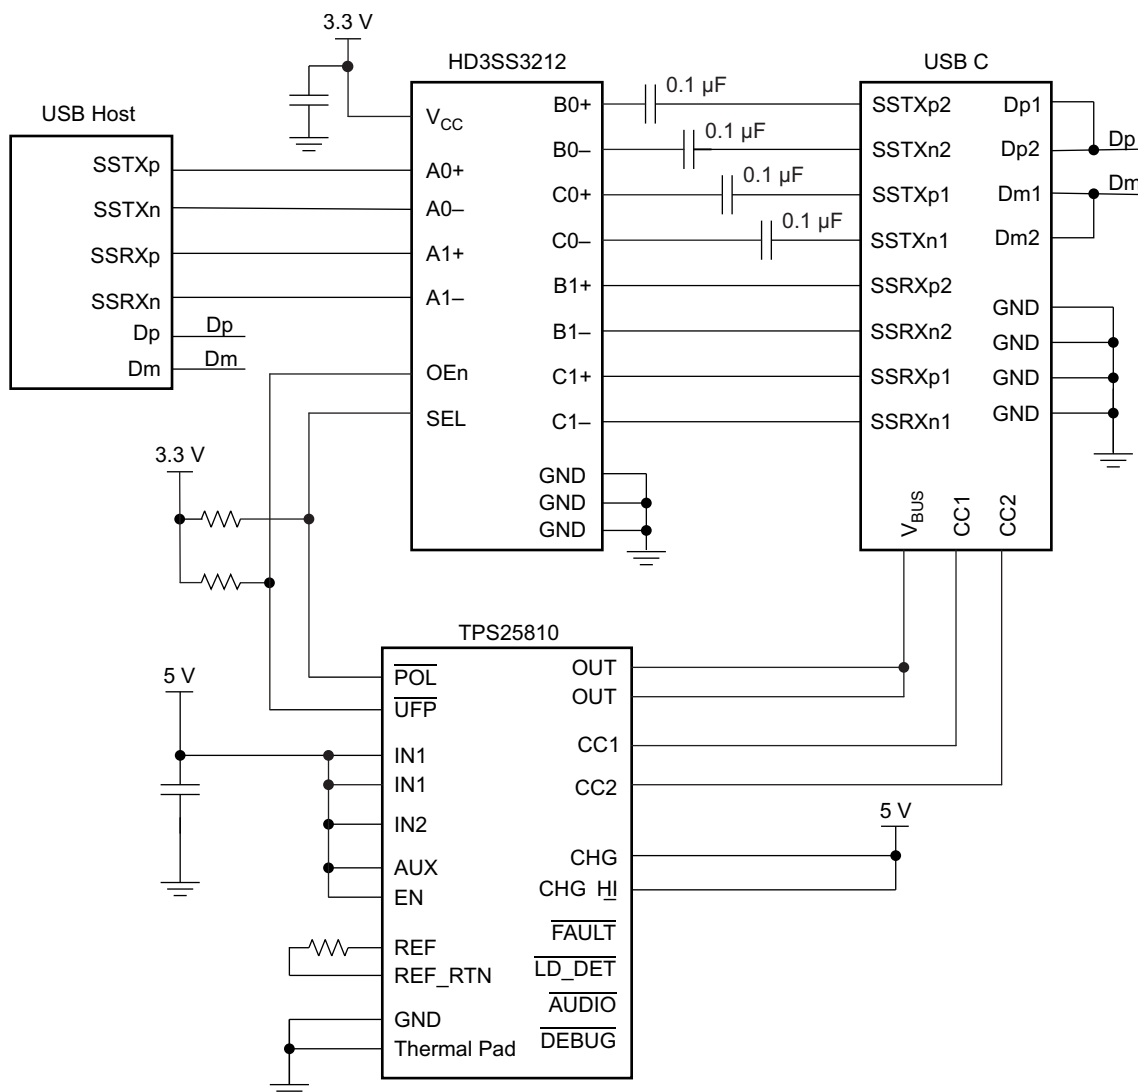 3.3 V
HD3SS3212
USB C
USB Host
VCC
A0+
A0–
A1+
A1–
OEn
SEL
B0+
B0–
C0+
C0–
B1+
B1–
C1+
C1–
GND
GND
GND
0.1 µF
0.1 µF
0.1 µF
0.1 µF
SSTXp
SSTXn
SSRXp
SSRXn
Dp
Dm
Dp
Dm
SSTXp2
SSTXn2
SSTXp1
SSTXn1
SSRXp2
SSRXn2
SSRXp1
SSRXn1
Dp1
Dp2
Dm1
Dm2
GND
GND
GND
GND
VBUS
CC1
CC2
Dp
Dm
3.3 V
TPS25810
5 V
POL
UFP
IN1
IN1
IN2
AUX
EN
REF
REF_RTN
GND
Thermal Pad
OUT
OUT
CC1
CC2
CHG
CHG HI
FAULT
LD_DET
AUDIO
DEBUG
5 V